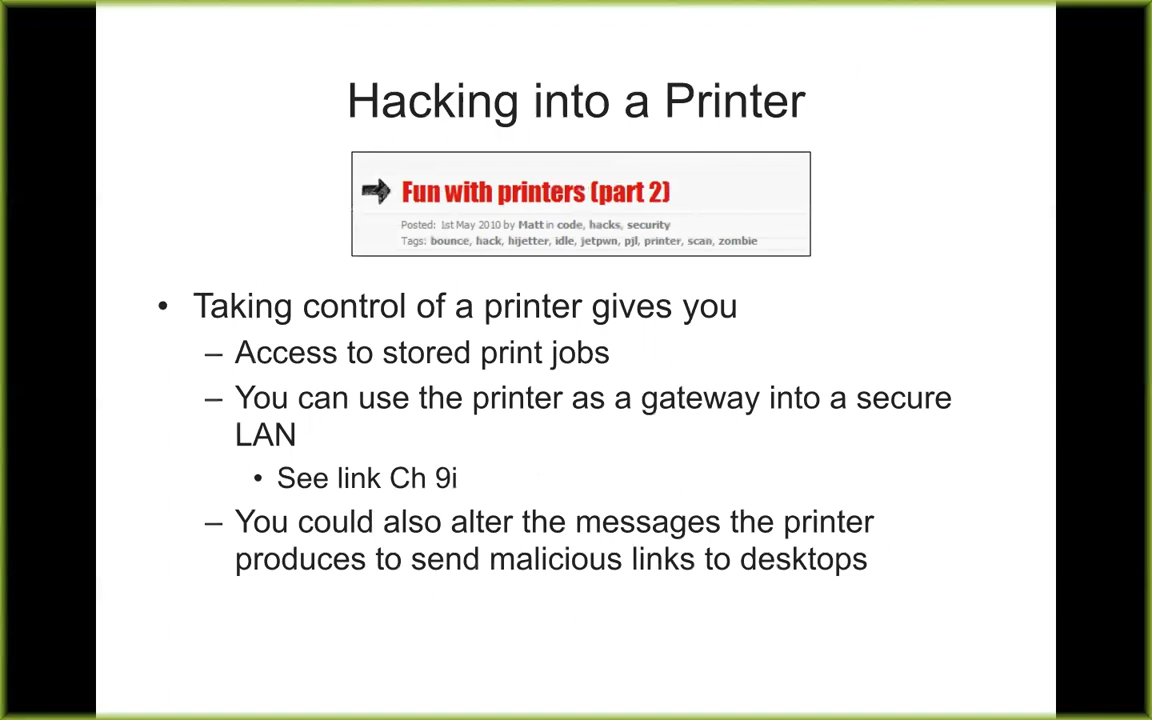 Hacking into a Printer
Fun with printers (part 2)
Posted: 1st May 2010 by Matt in code, hacks, security
Tags: bounce, hack, hijetter, idle, jetpwn, pjl, printer, scan, zombie
• Taking control of a printer gives you
– Access to stored print jobs
– You can use the printer as a gateway into a secure
LAN
• See link Ch 9i
– You could also alter the messages the printer
produces to send malicious links to desktops